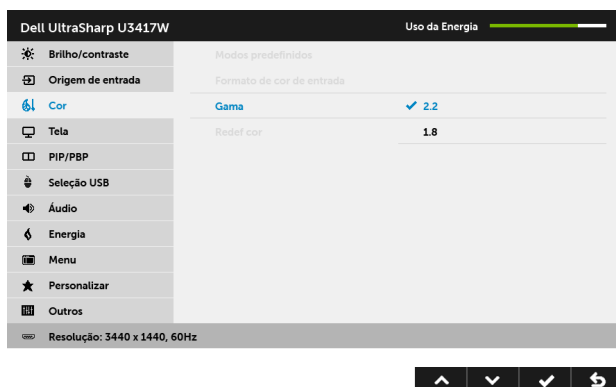 Dell UltraSharp U3417W
Uso da Energia
Brilho/contraste
Modos predefinidos
Origem de entrada
Formato de cor de entrada
Cor
Gama
2.2
Tela
Redef cor
1.8
PIP/PBP
Seleção USB
Áudio
Energia
Menu
Personalizar
Outros
Resolução: 3440 x 1440, 60Hz